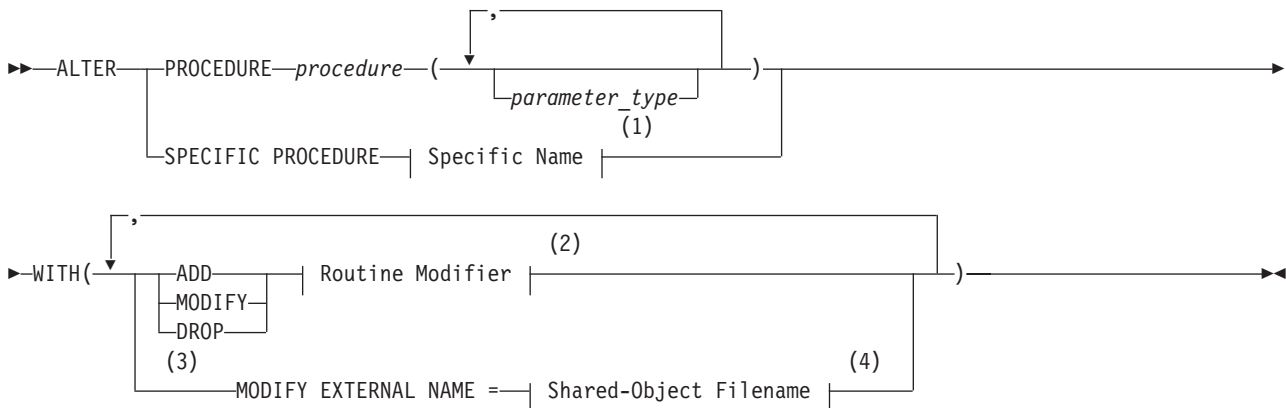 ,
ALTER PROCEDURE procedure ( )
parameter_type
(1)
SPECIFIC PROCEDURE Specific Name
,
(2)
WITH( ADD Routine Modifier )
MODIFY
DROP
(3) (4)
MODIFY EXTERNAL NAME = Shared-Object Filename